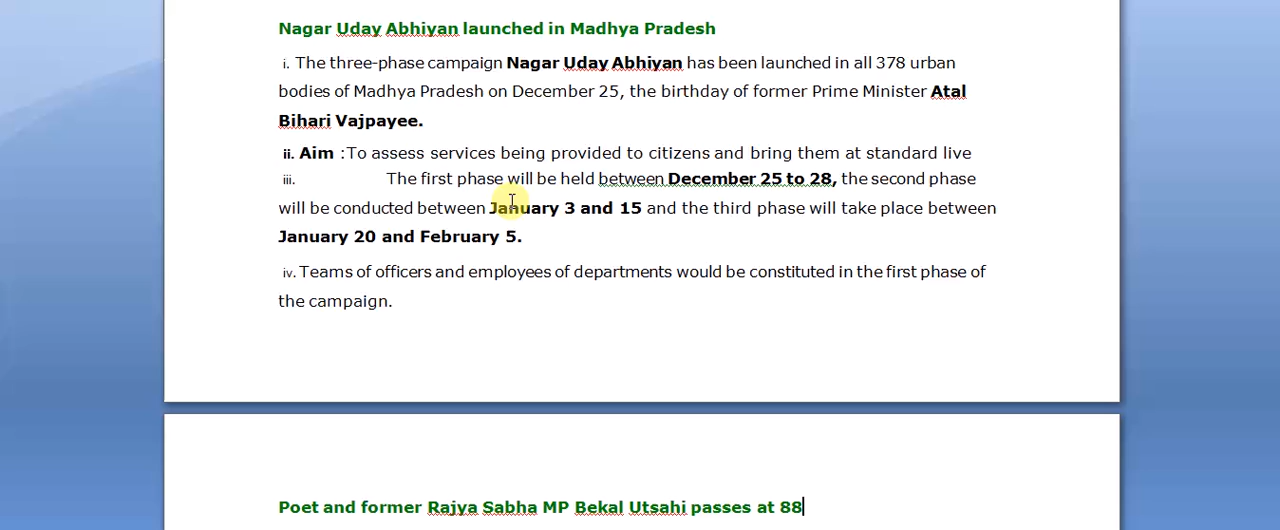 Nagar Uday Abhiyan launched in Madhya Pradesh
i. The three-phase campaign Nagar Uday Abhiyan has been launched in all 378 urban
bodies of Madhya Pradesh on December 25, the birthday of former Prime Minister Atal
Bihari Vajpayee.
ii. Aim :To assess services being provided to citizens and bring them at standard live
iii. The first phase will be held between December 25 to 28, the second phase
will be conducted between January 3 and 15 and the third phase will take place between
January 20 and February 5.
iv. Teams of officers and employees of departments would be constituted in the first phase of
the campaign.
Poet and former Rajya Sabha MP Bekal Utsahi passes at 88